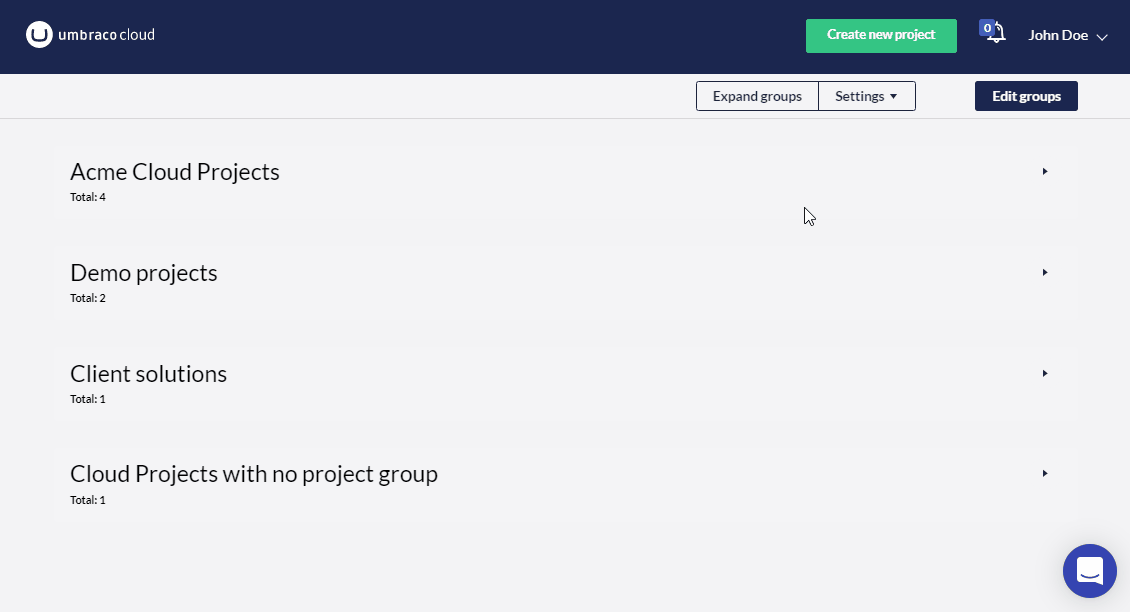 umbraco cloud
Create new project
0
John Doe
Expand groups
Settings
Edit groups
Acme Cloud Projects
Total: 4
Demo projects
Total: 2
Client solutions
Total: 1
Cloud Projects with no project group
Total: 1